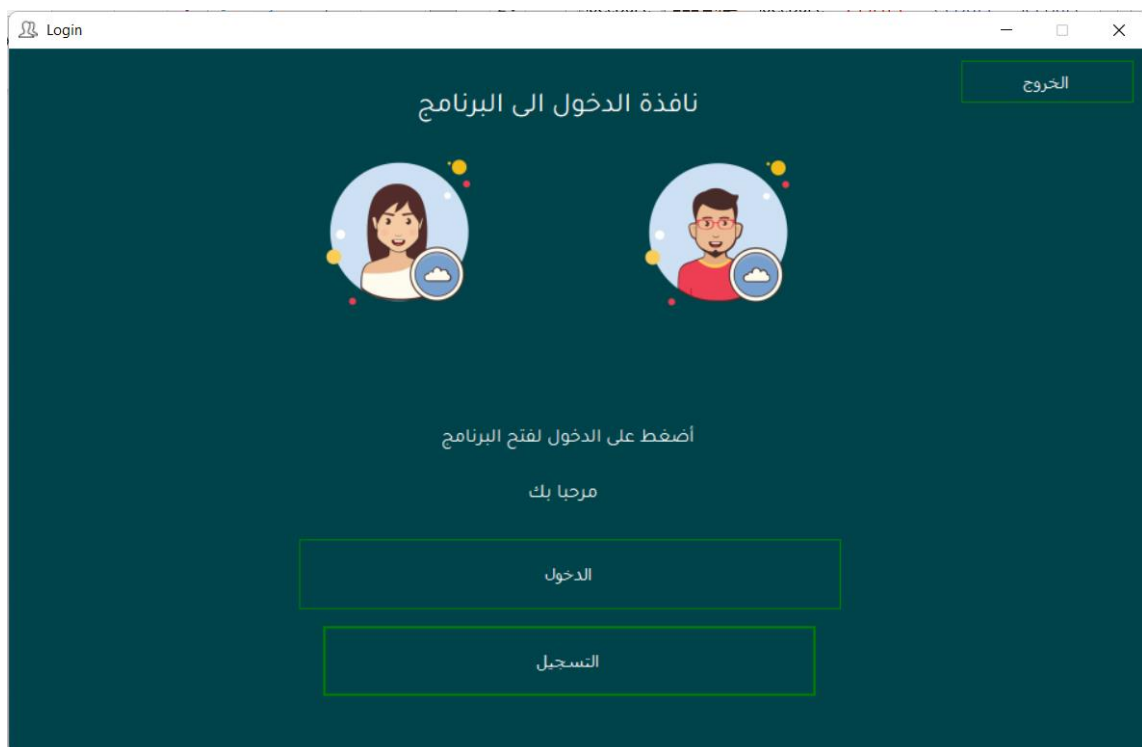 Login
الخروج
نافذة الدخول الى البرنامج
أضغط على الدخول لفتح البرنامج
مرحبا بك
الدخول
التسجيل